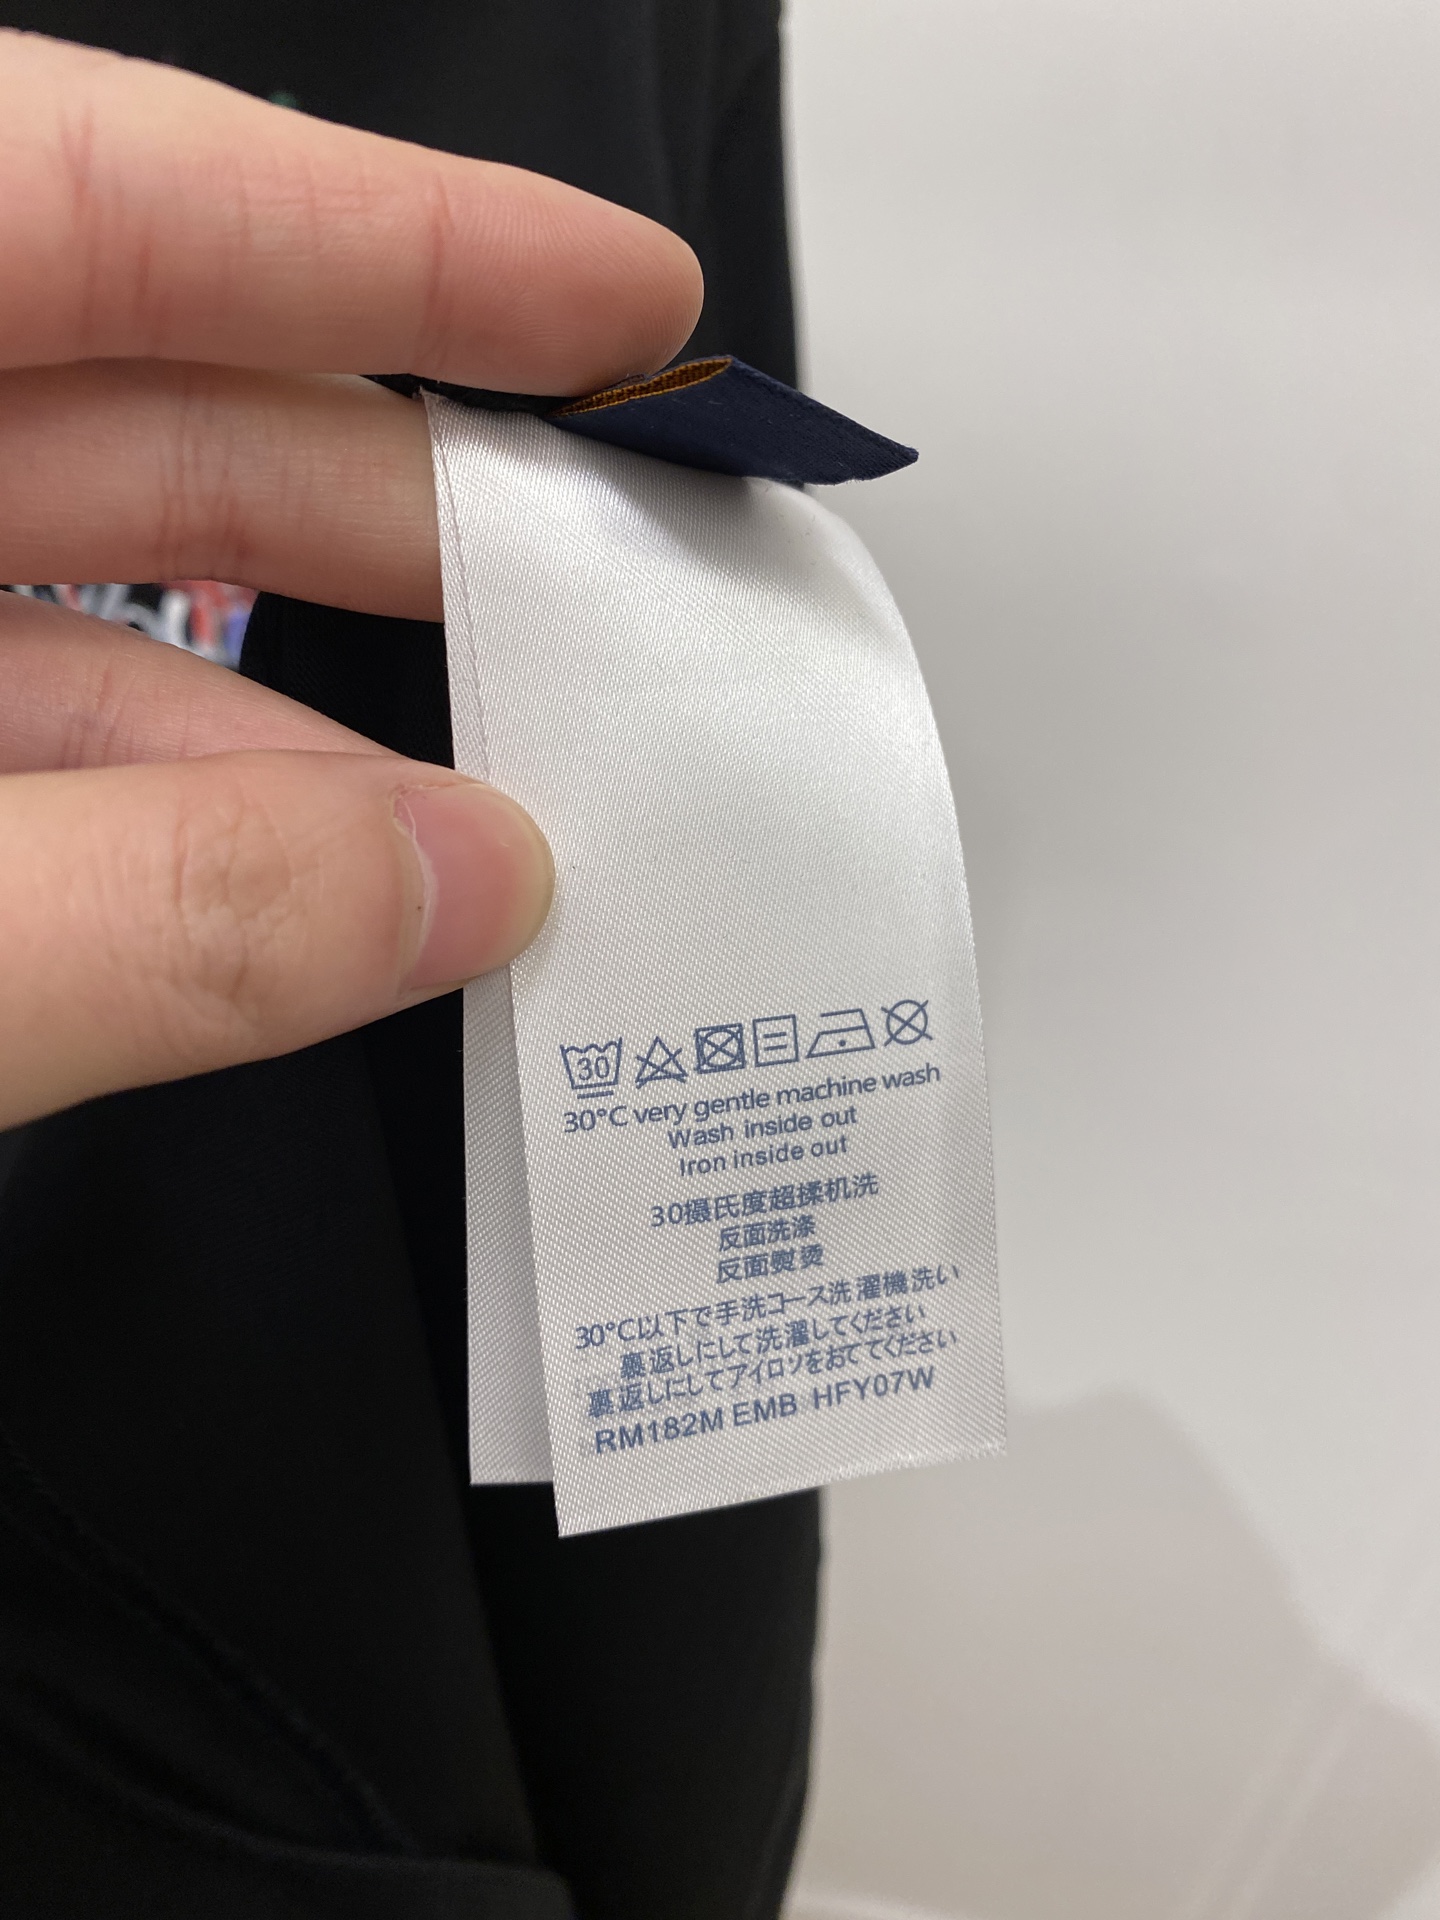 30
30°C very gentle machine wash
Wash inside out
Iron inside out
30摄氏度超揉机洗
反面洗涤
反面熨烫
30°C以下で手洗コース洗濯機洗い
裏返しにして洗濯してください
裏返しにしてアイロソをおててください
RM182M EMB HFY07W